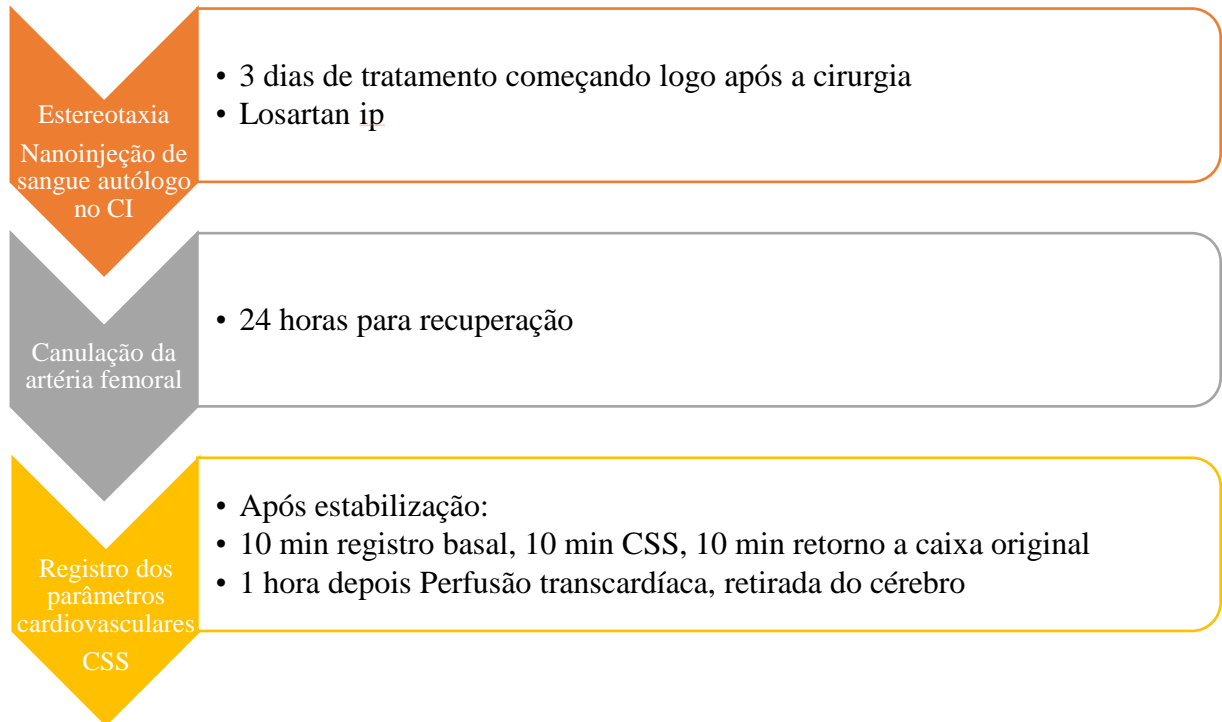 Estereotaxia
Nanoinjeção de
sangue autólogo
no CI
• 3 dias de tratamento começando logo após a cirurgia
• Losartan ip
Canulação da
artéria femoral
• 24 horas para recuperação
Registro dos
parâmetros
cardiovasculares
CSS
• Após estabilização:
• 10 min registro basal, 10 min CSS, 10 min retorno a caixa original
• 1 hora depois Perfusão transcardíaca, retirada do cérebro